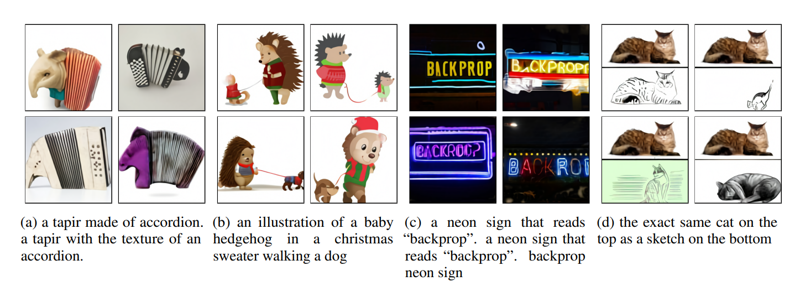 BACKPROP
BACKPROP
BACKROOP
BACKROP
(a) a tapir made of accordion.
a tapir with the texture of an
accordion.
(b) an illustration of a baby
hedgehog in a christmas
sweater walking a dog
(c) a neon sign that reads
“backprop”. a neon sign that
reads “backprop”. backprop
neon sign
(d) the exact same cat on the
top as a sketch on the bottom